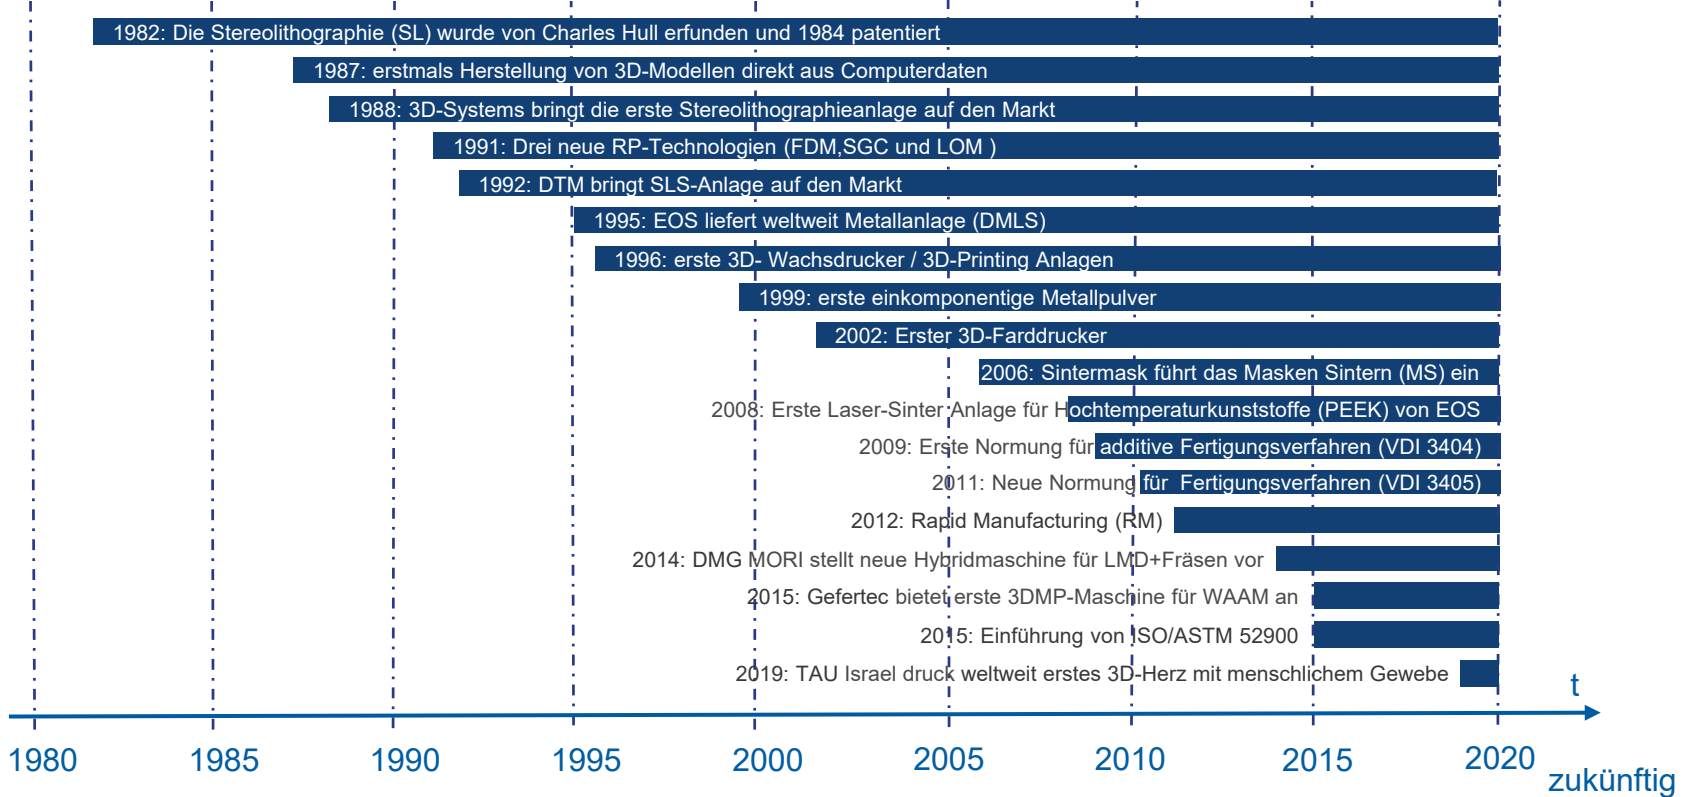 1982: Die Stereolithographie (SL) wurde von Charles Hull erfunden und 1984 patentiert
1987: erstmals Herstellung von 3D-Modellen direkt aus Computerdaten
1988: 3D-Systems bringt die erste Stereolithographieanlage auf den Markt
1991: Drei neue RP-Technologien (FDM,SGC und LOM )
1992: DTM bringt SLS-Anlage auf den Markt
1995: EOS liefert weltweit Metallanlage (DMLS)
1996: erste 3D- Wachsdrucker / 3D-Printing Anlagen
1999: erste einkomponentige Metallpulver
2002: Erster 3D-Farddrucker
2006: Sintermask führt das Masken Sintern (MS) ein
2008: Erste Laser-Sinter Anlage für Hochtemperaturkunststoffe (PEEK) von EOS
2009: Erste Normung für additive Fertigungsverfahren (VDI 3404)
2011: Neue Normung für  Fertigungsverfahren (VDI 3405)
2012: Rapid Manufacturing (RM)
2014: DMG MORI stellt neue Hybridmaschine für LMD+Fräsen vor
2015: Gefertec bietet erste 3DMP-Maschine für WAAM an
2015: Einführung von ISO/ASTM 52900
2019: TAU Israel druck weltweit erstes 3D-Herz mit menschlichem Gewebe
t
1980 1985 1990 1995 2000 2005 2010 2015 2020
zukünftig